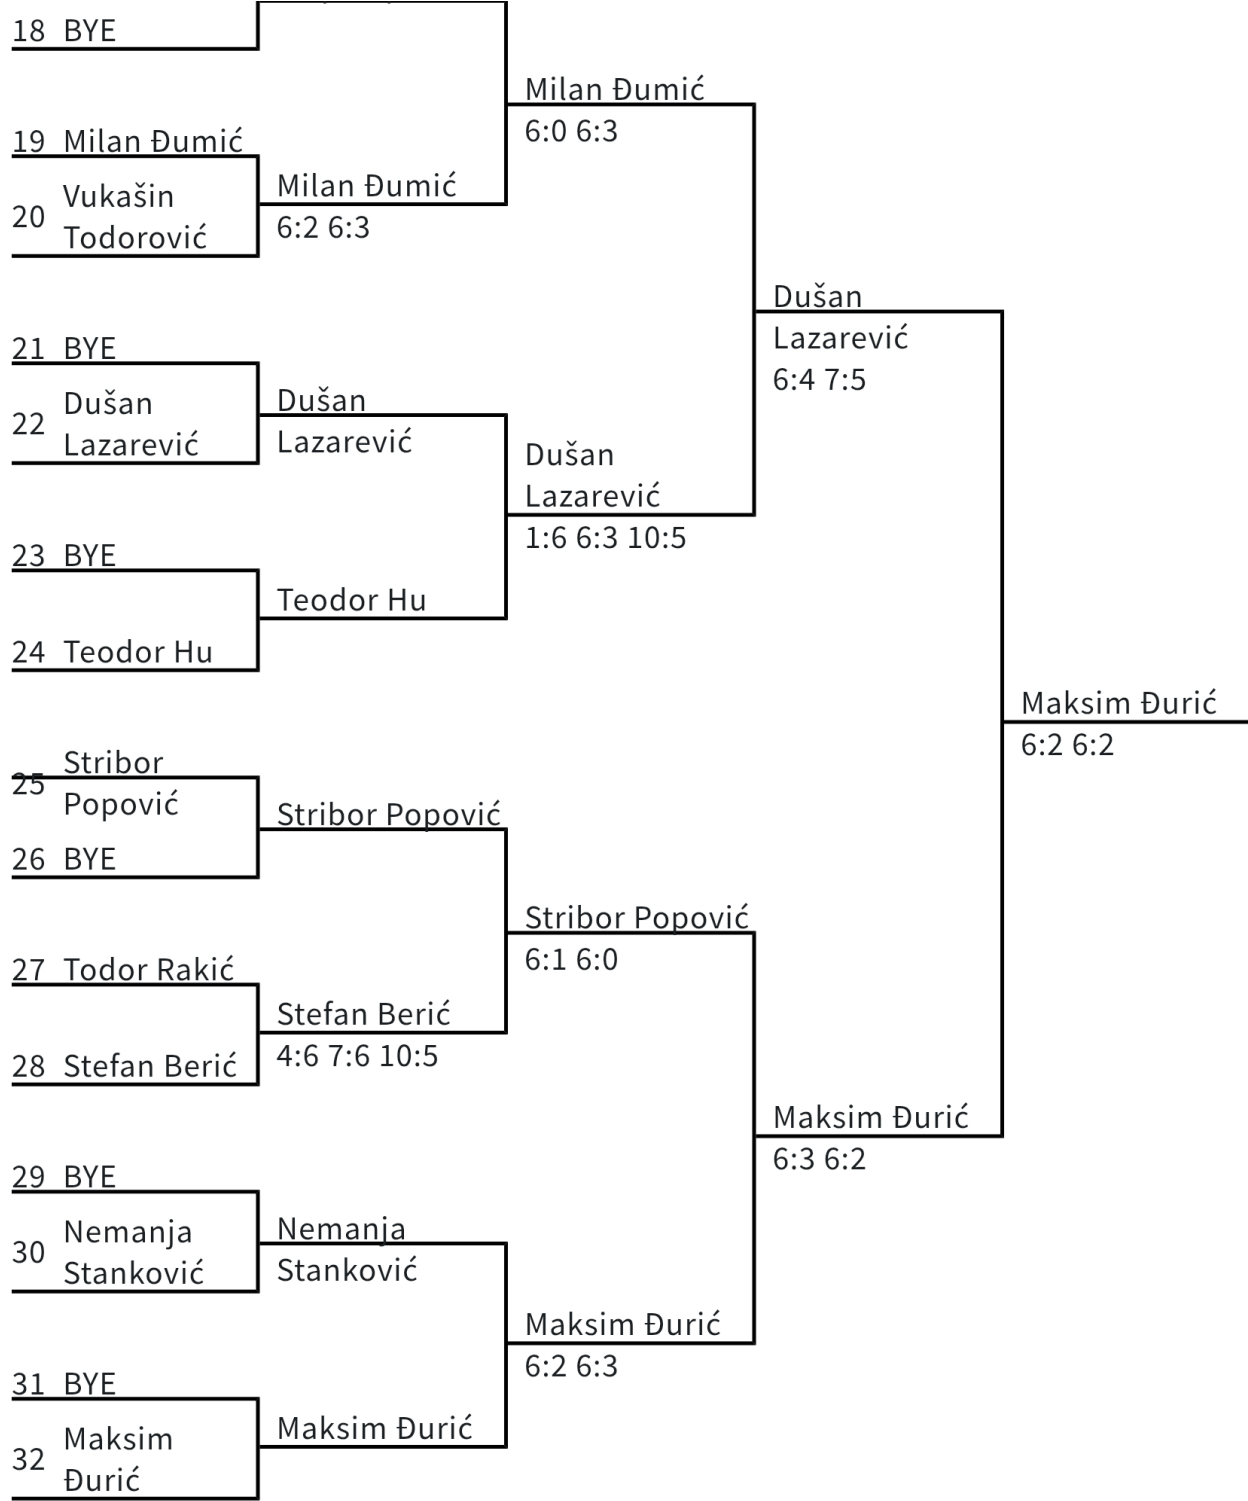 18 BYE
Milan Đumić
6:0 6:3
19 Milan Đumić
Milan Đumić
6:2 6:3
20 Vukašin
Todorović
Dušan
Lazarević
6:4 7:5
21 BYE
Dušan
Lazarević
22 Dušan
Lazarević
Dušan
Lazarević
1:6 6:3 10:5
23 BYE
Teodor Hu
24 Teodor Hu
Maksim Đurić
6:2 6:2
25 Stribor
Popović
Stribor Popović
26 BYE
Stribor Popović
6:1 6:0
27 Todor Rakić
Stefan Berić
4:6 7:6 10:5
28 Stefan Berić
Maksim Đurić
6:3 6:2
29 BYE
Nemanja
Stanković
30 Nemanja
Stanković
Maksim Đurić
6:2 6:3
31 BYE
Maksim Đurić
32 Maksim
Đurić